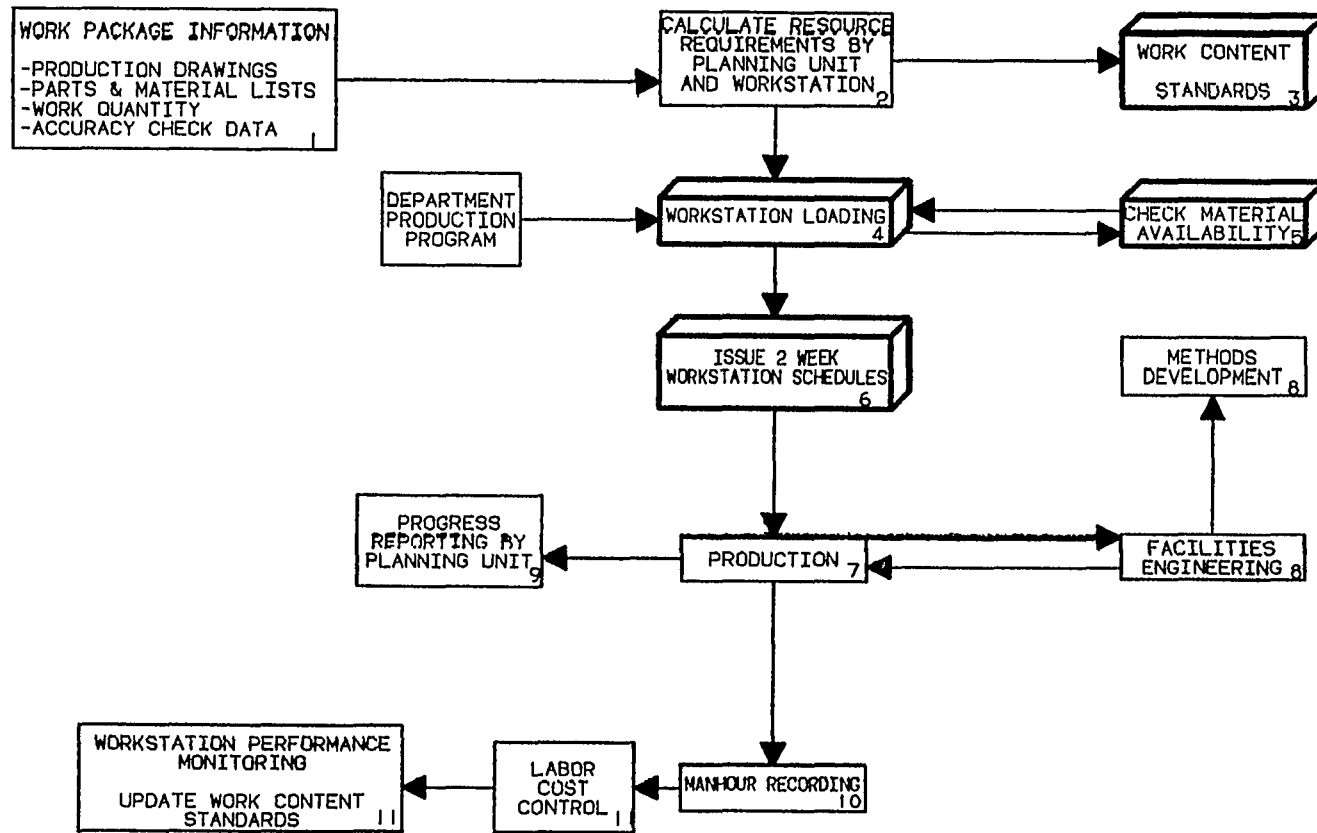 WORK PACKAGE INFORMATION
-PRODUCTION DRAWINGS
-PARTS & MATERIAL LISTS
-WORK QUANTITY
-ACCURACY CHECK DATA
1
CALCULATE RESOURCE
REQUIREMENTS BY
PLANNING UNIT
AND WORKSTATION
2
WORK CONTENT
STANDARDS
3
DEPARTMENT
PRODUCTION
PROGRAM
WORKSTATION LOADING
4
CHECK MATERIAL
AVAILABILITY
5
ISSUE 2 WEEK
WORKSTATION SCHEDULES
6
METHODS
DEVELOPMENT
8
PROGRESS
REPORTING BY
PLANNING UNIT
9
PRODUCTION
7
FACILITIES
ENGINEERING
8
WORKSTATION PERFORMANCE
MONITORING
UPDATE WORK CONTENT
STANDARDS
11
LABOR
COST
CONTROL
11
MANHOUR RECORDING
10